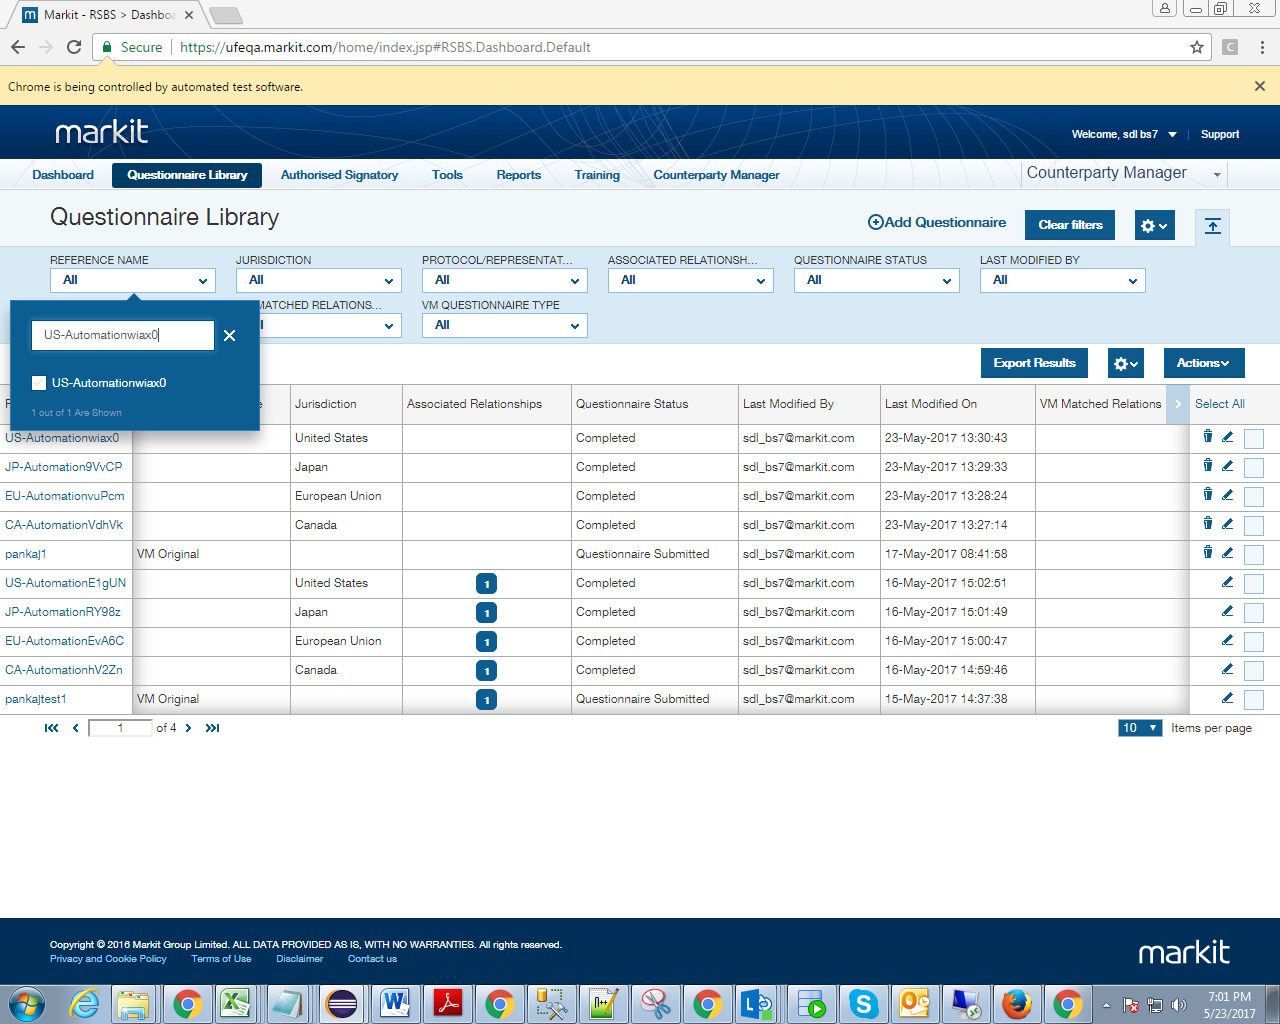 Markit - RSBS > Dashboa
Secure https://ufeqa.markit.com/home/index.jsp#RSBS.Dashboard.Default
Chrome is being controlled by automated test software.
markit
Welcome, sdl bs7 Support
Dashboard Questionnaire Library Authorised Signatory Tools Reports Training Counterparty Manager Counterparty Manager
Questionnaire Library
Add Questionnaire Clear filters
REFERENCE NAME JURISDICTION PROTOCOL/REPRESENTAT... ASSOCIATED RELATIONSH... QUESTIONNAIRE STATUS LAST MODIFIED BY
All All All All All All
MATCHED RELATIONS... VM QUESTIONNAIRE TYPE
All
US-Automationwiax0
US-Automationwiax0
1 out of 1 Are Shown
Export Results Actions
Jurisdiction Associated Relationships Questionnaire Status Last Modified By Last Modified On VM Matched Relations Select All
US-Automationwiax0 United States Completed sdl_bs7@markit.com 23-May-2017 13:30:43
JP-Automation9VvCP Japan Completed sdl_bs7@markit.com 23-May-2017 13:29:33
EU-AutomationvuPcm European Union Completed sdl_bs7@markit.com 23-May-2017 13:28:24
CA-AutomationVdhVk Canada Completed sdl_bs7@markit.com 23-May-2017 13:27:14
pankaj1 VM Original Questionnaire Submitted sdl_bs7@markit.com 17-May-2017 08:41:58
US-AutomationE1gUN United States 1 Completed sdl_bs7@markit.com 16-May-2017 15:02:51
JP-AutomationRY98z Japan 1 Completed sdl_bs7@markit.com 16-May-2017 15:01:49
EU-AutomationEvA6C European Union 1 Completed sdl_bs7@markit.com 16-May-2017 15:00:47
CA-AutomationhV2Zn Canada 1 Completed sdl_bs7@markit.com 16-May-2017 14:59:46
pankajtest1 VM Original 1 Questionnaire Submitted sdl_bs7@markit.com 15-May-2017 14:37:38
1 of 4 10 Items per page
Copyright © 2016 Markit Group Limited. ALL DATA PROVIDED AS IS, WITH NO WARRANTIES. All rights reserved.
Privacy and Cookie Policy Terms of Use Disclaimer Contact us
markit
7:01 PM
5/23/2017